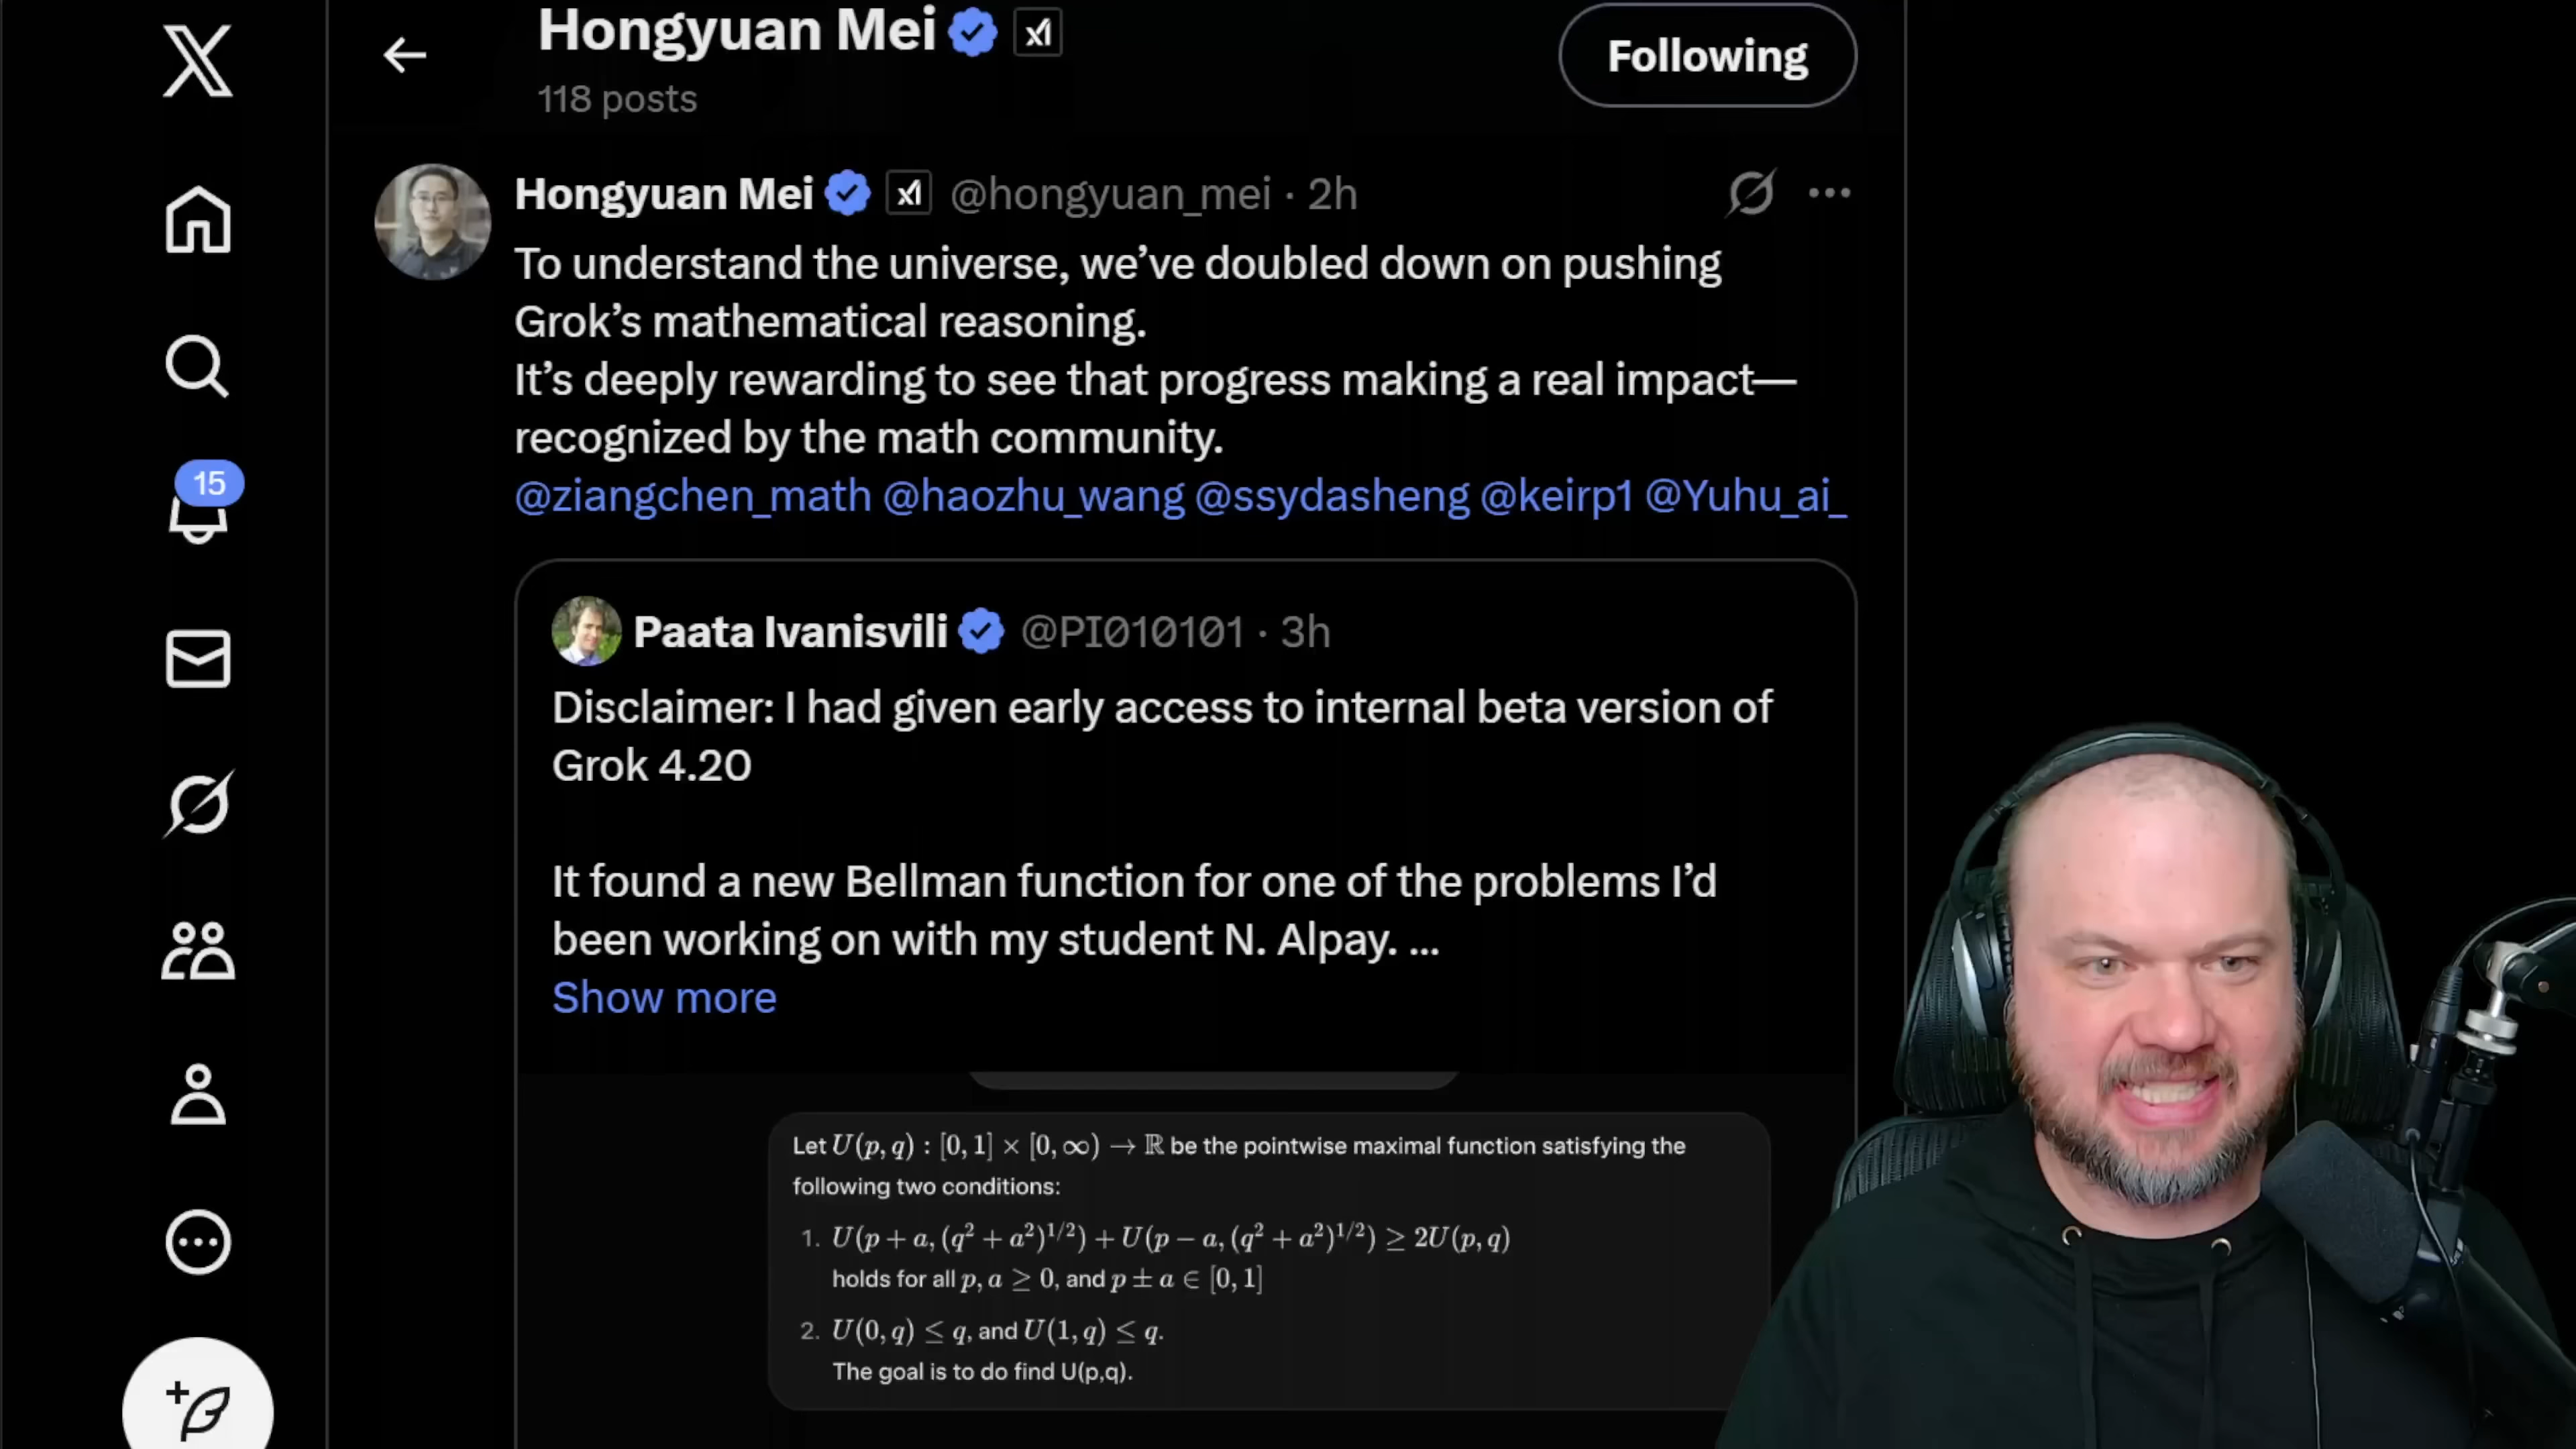 Hongyuan Mei
118 posts
Following
Hongyuan Mei @hongyuan_mei · 2h
To understand the universe, we’ve doubled down on pushing
Grok’s mathematical reasoning.
It’s deeply rewarding to see that progress making a real impact—
recognized by the math community.
@ziangchen_math @haozhu_wang @ssydasheng @keirp1 @Yuhu_ai_
15
Paata Ivanisvili @PI010101 · 3h
Disclaimer: I had given early access to internal beta version of
Grok 4.20
It found a new Bellman function for one of the problems I’d
been working on with my student N. Alpay. ...
Show more
Let U(p, q) : [0, 1] × [0, ∞) → ℝ be the pointwise maximal function satisfying the
following two conditions:
1. U(p + a, (q² + a²)^{1/2}) + U(p − a, (q² + a²)^{1/2}) ≥ 2U(p, q)
holds for all p, a ≥ 0, and p ± a ∈ [0, 1]
2. U(0, q) ≤ q, and U(1, q) ≤ q.
The goal is to do find U(p,q).